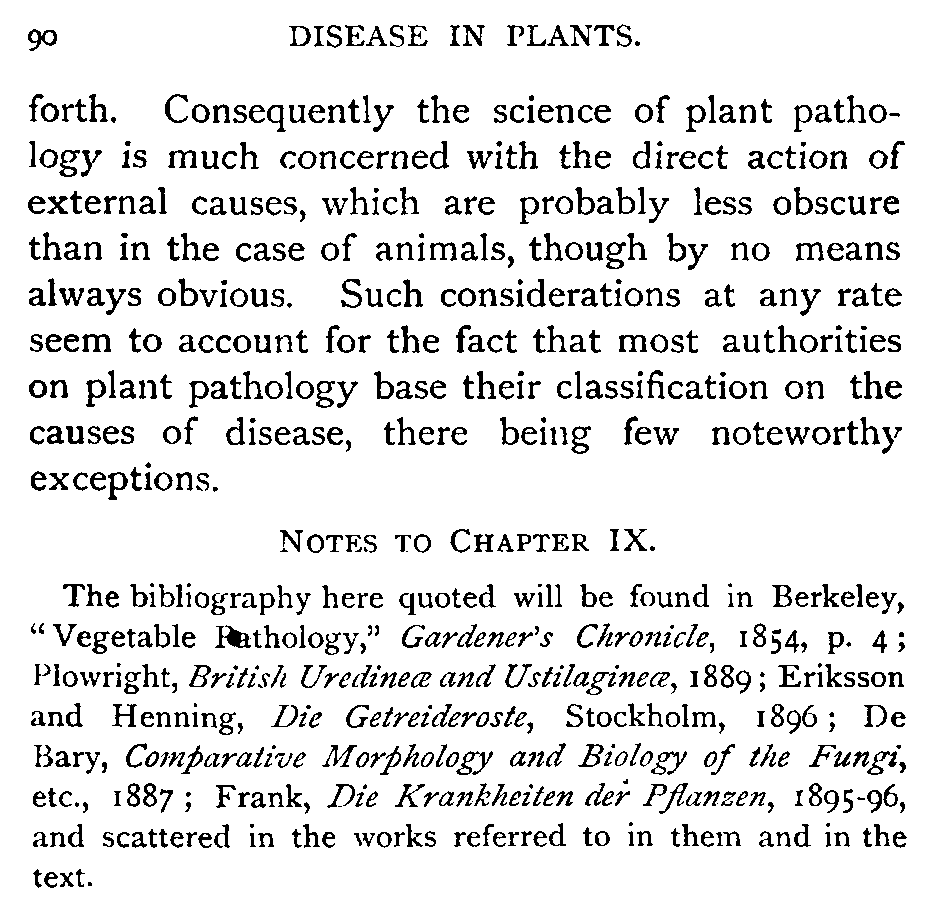 90 DISEASE IN PLANTS.
forth. Consequently the science of plant patho-
logy is much concerned with the direct action of
external causes, which are probably less obscure
than in the case of animals, though by no means
always obvious. Such considerations at any rate
seem to account for the fact that most authorities
on plant pathology base their classification on the
causes of disease, there being few noteworthy
exceptions.
NOTES TO CHAPTER IX.
The bibliography here quoted will be found in Berkeley,
“Vegetable Pathology,” Gardener's Chronicle, 1854, p. 4 ;
Plowright, British Uredineæ and Ustilagineæ, 1889 ; Eriksson
and Henning, Die Getreideroste, Stockholm, 1896 ; De
Bary, Comparative Morphology and Biology of the Fungi,
etc., 1887 ; Frank, Die Krankheiten der Pflanzen, 1895-96,
and scattered in the works referred to in them and in the
text.